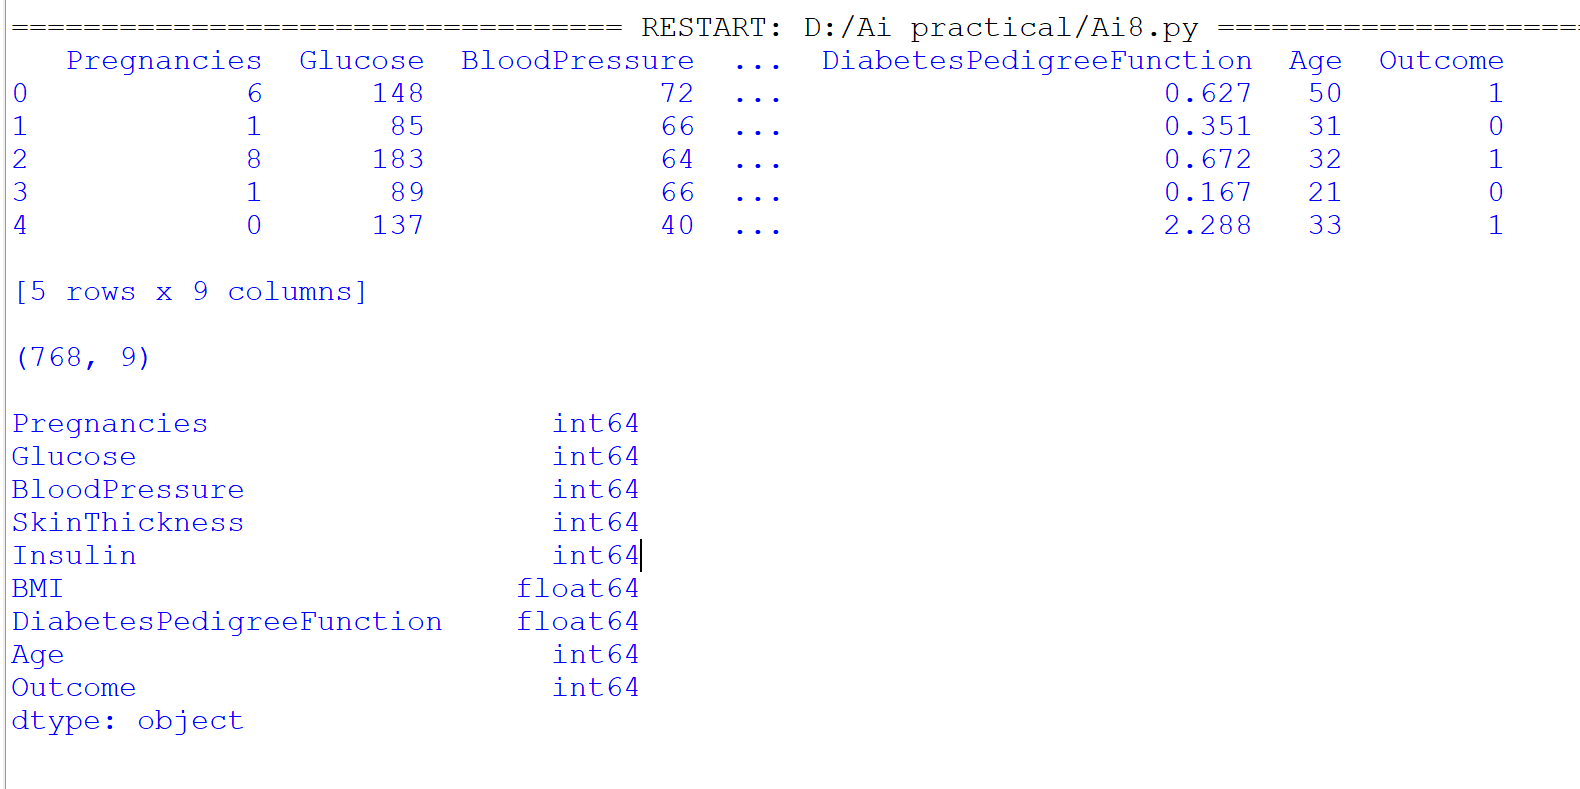 ================================== RESTART: D:/Ai practical/Ai8.py ====================
   Pregnancies  Glucose  BloodPressure  ...  DiabetesPedigreeFunction  Age  Outcome
0            6      148             72  ...                     0.627   50        1
1            1       85             66  ...                     0.351   31        0
2            8      183             64  ...                     0.672   32        1
3            1       89             66  ...                     0.167   21        0
4            0      137             40  ...                     2.288   33        1
[5 rows x 9 columns]
(768, 9)
Pregnancies                   int64
Glucose                       int64
BloodPressure                 int64
SkinThickness                 int64
Insulin                       int64
BMI                         float64
DiabetesPedigreeFunction    float64
Age                           int64
Outcome                       int64
dtype: object